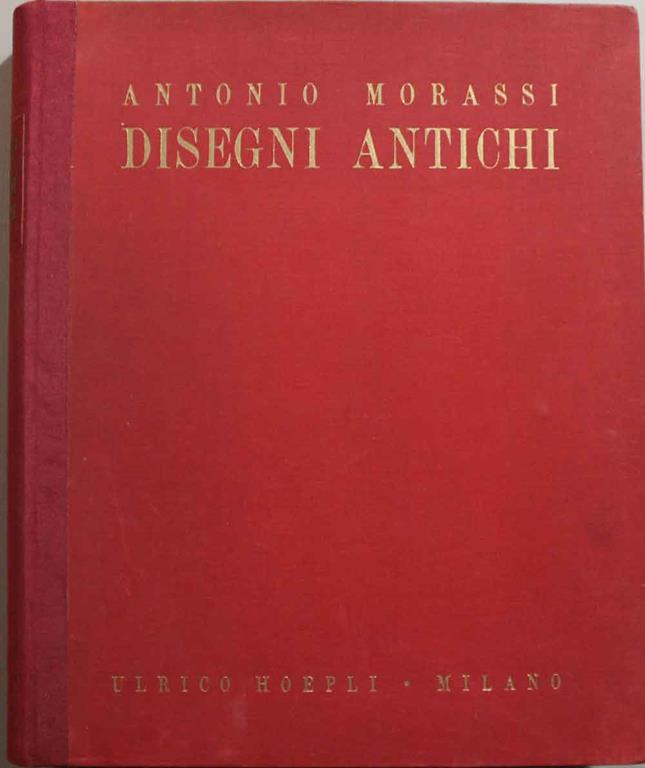 ANTONIO MORASSI
DISEGNI ANTICHI
ULRICO HOEPLI • MILANO